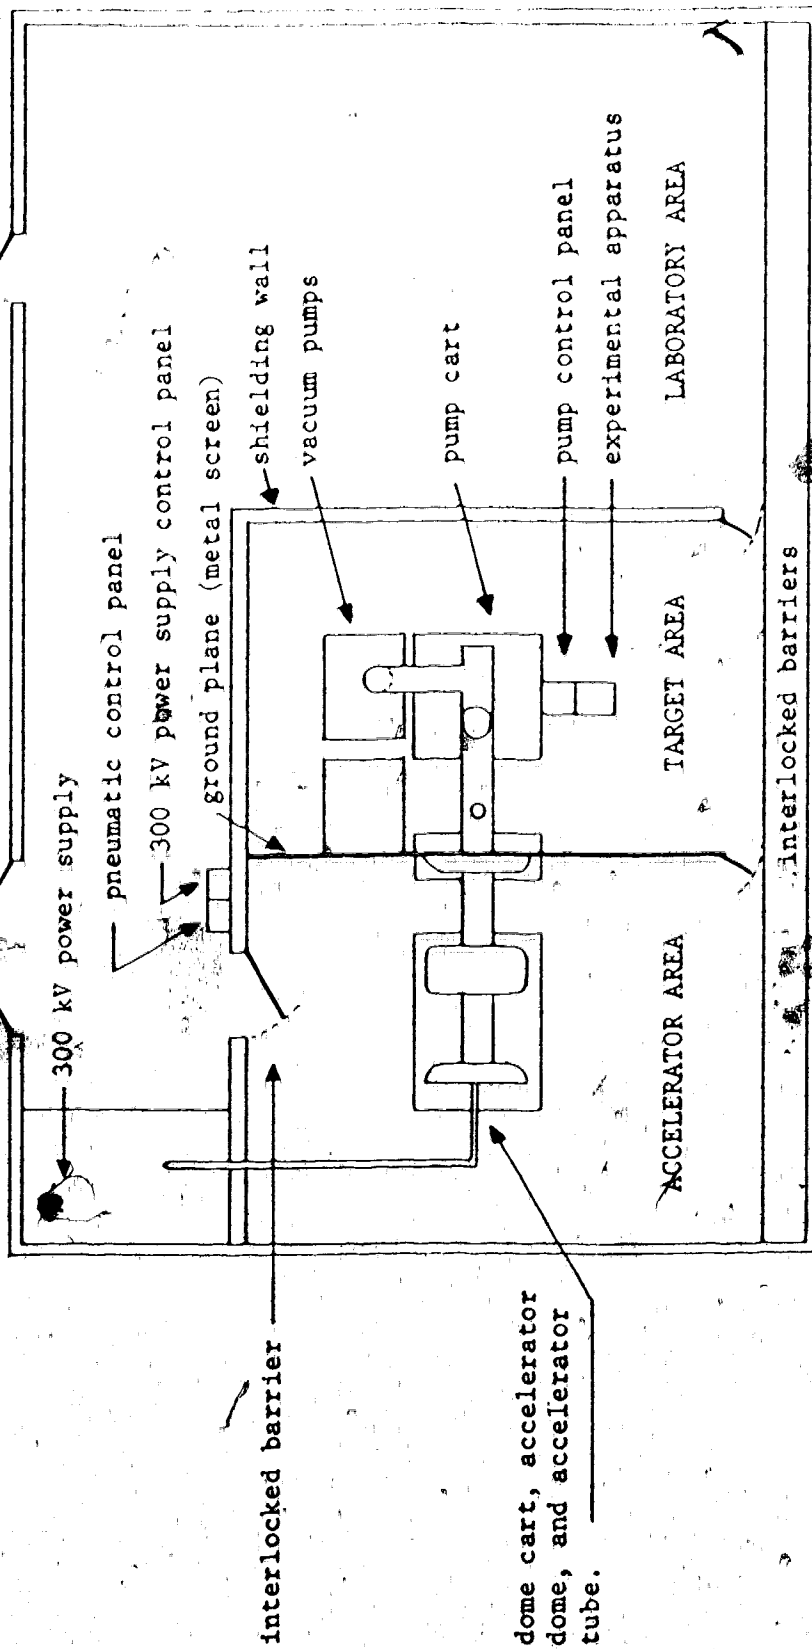 300 kV power supply
pneumatic control panel
300 kV power supply control panel
ground plane (metal screen)
shielding wall
vacuum pumps
pump cart
pump control panel
experimental apparatus
interlocked barrier
dome cart, accelerator
dome, and accelerator
tube.
ACCELERATOR AREA
TARGET AREA
LABORATORY AREA
interlocked barriers